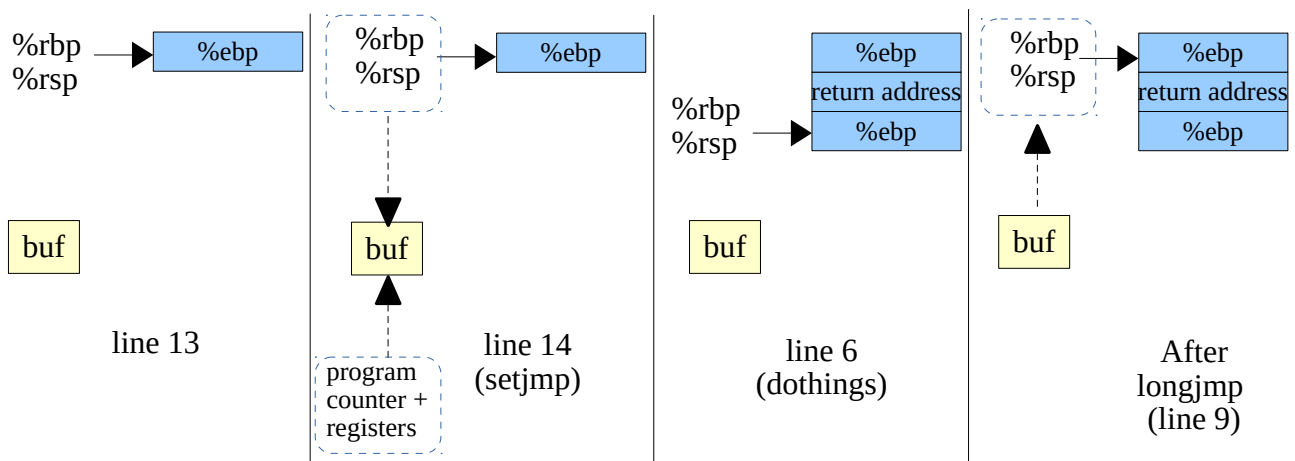 %rbp
%rsp
%ebp
buf
line 13
%rbp
%rsp
%ebp
buf
program
counter +
registers
line 14
(setjmp)
%ebp
return address
%ebp
%rbp
%rsp
buf
line 6
(dothings)
%rbp
%rsp
%ebp
return address
%ebp
buf
After
longjmp
(line 9)